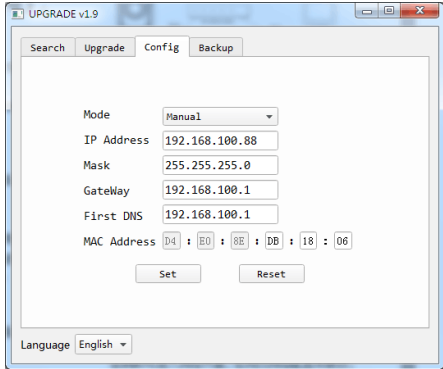 UPGRADE v1.9
Search Upgrade Config Backup
Mode Manual
IP Address 192.168.100.88
Mask 255.255.255.0
GateWay 192.168.100.1
First DNS 192.168.100.1
MAC Address D4 : E0 : 8E : DB : 18 : 06
Set Reset
Language English